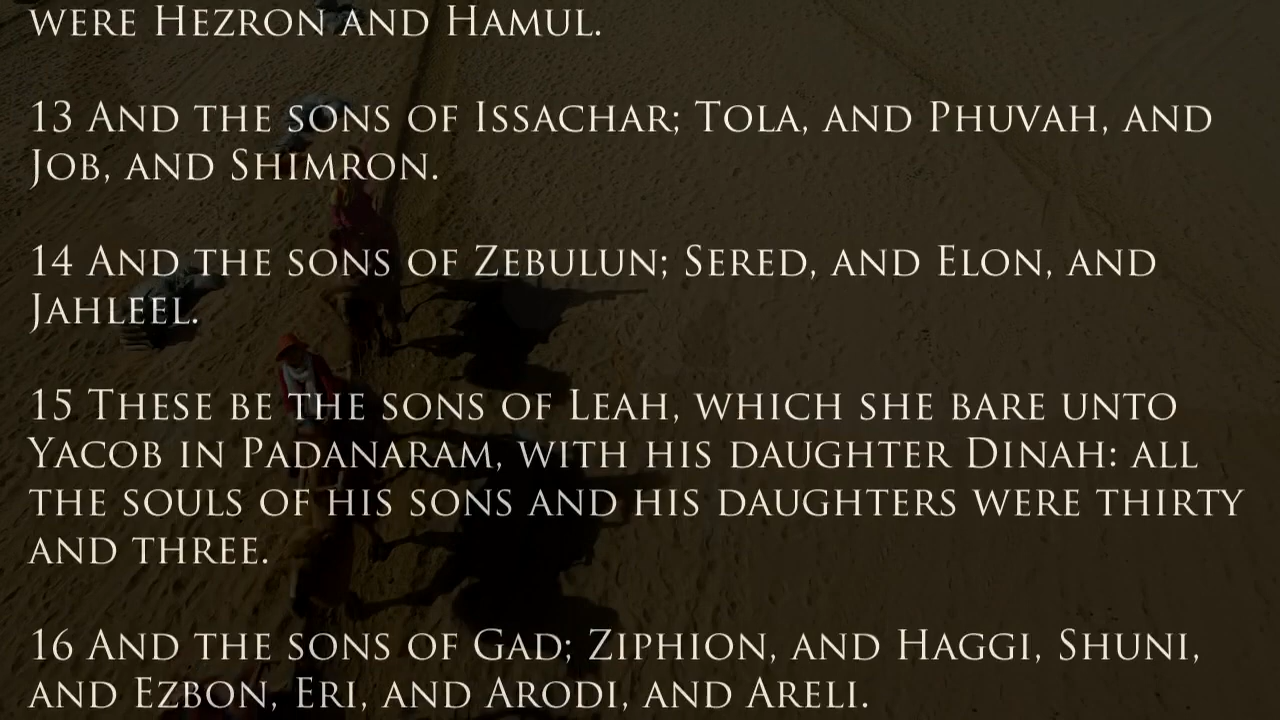 were Hezron and Hamul.
13 And the sons of Issachar; Tola, and Phuvah, and
Job, and Shimron.
14 And the sons of Zebulun; Sered, and Elon, and
Jahleel.
15 These be the sons of Leah, which she bare unto
Yacob in Padanaram, with his daughter Dinah: all
the souls of his sons and his daughters were thirty
and three.
16 And the sons of Gad; Ziphion, and Haggi, Shuni,
and Ezbon, Eri, and Arodi, and Areli.